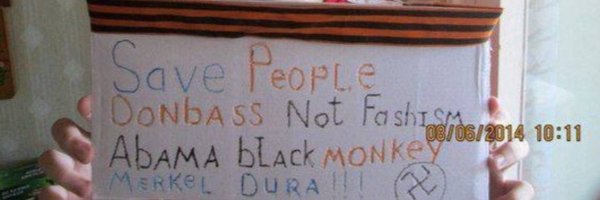 Save People
Donbass Not Fashism
08/06/2014 10:11
Abama black monkey
Merkel Dura !!!